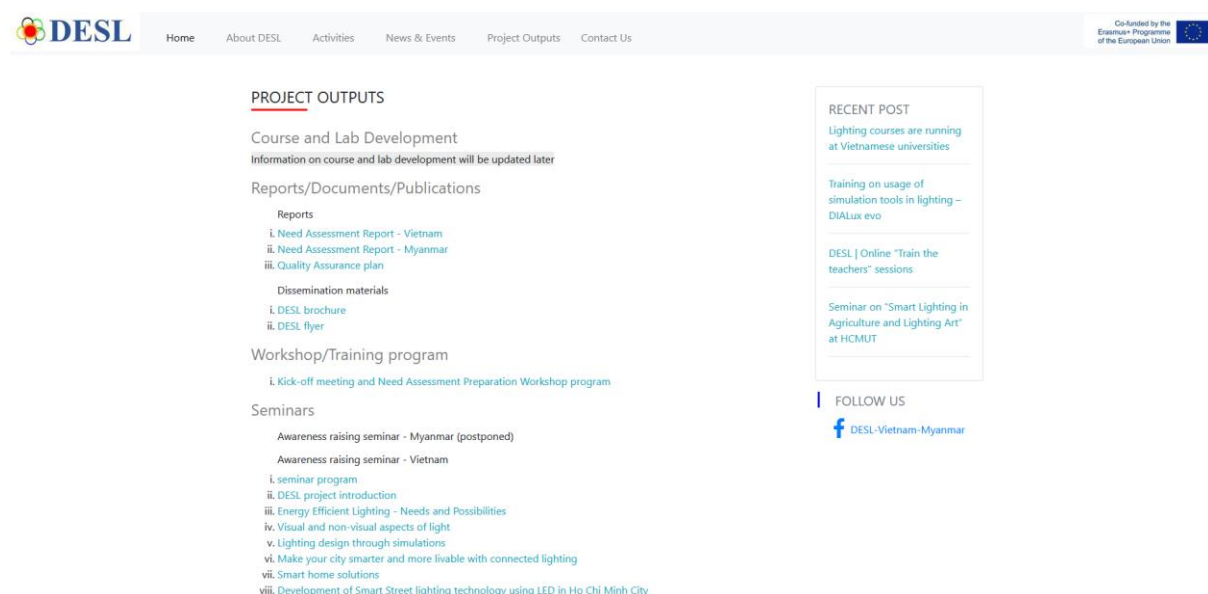 DESL
Home About DESL Activities News & Events Project Outputs Contact Us
Co-funded by the
Erasmus+ Programme
of the European Union
PROJECT OUTPUTS
Course and Lab Development
Information on course and lab development will be updated later
Reports/Documents/Publications
Reports
i. Need Assessment Report - Vietnam
ii. Need Assessment Report - Myanmar
iii. Quality Assurance plan
Dissemination materials
i. DESL brochure
ii. DESL flyer
Workshop/Training program
i. Kick-off meeting and Need Assessment Preparation Workshop program
Seminars
Awareness raising seminar - Myanmar (postponed)
Awareness raising seminar - Vietnam
i. seminar program
ii. DESL project introduction
iii. Energy Efficient Lighting - Needs and Possibilities
iv. Visual and non-visual aspects of light
v. Lighting design through simulations
vi. Make your city smarter and more livable with connected lighting
vii. Smart home solutions
viii. Development of Smart Street lighting technology using LED in Ho Chi Minh City
RECENT POST
Lighting courses are running
at Vietnamese universities
Training on usage of
simulation tools in lighting –
DIALux evo
DESL | Online "Train the
teachers" sessions
Seminar on "Smart Lighting in
Agriculture and Lighting Art"
at HCMUT
FOLLOW US
DESL-Vietnam-Myanmar